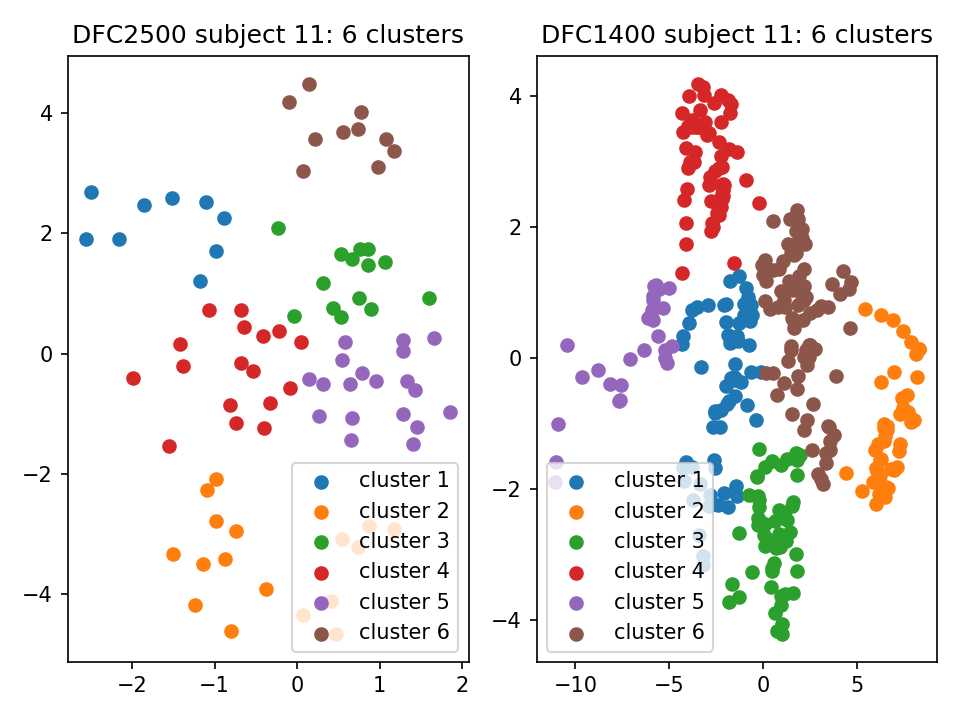 DFC2500 subject 11: 6 clusters
4
2
0
−2
−4
−2
−1
0
1
2
cluster 1
cluster 2
cluster 3
cluster 4
cluster 5
cluster 6
DFC1400 subject 11: 6 clusters
4
2
0
−2
−4
−10
−5
0
5
cluster 1
cluster 2
cluster 3
cluster 4
cluster 5
cluster 6